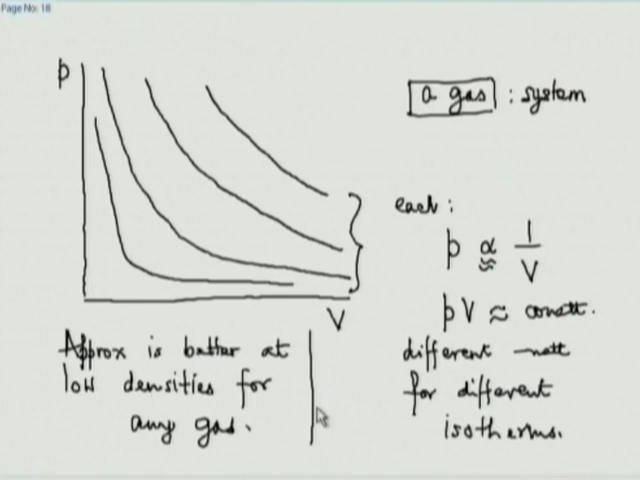 Page No: 18
p
a gas : system
each :
p ∝ 1/V
V
pV ≈ constt.
Approx is better at
low densities for
any gas.
different
for different
isotherms.